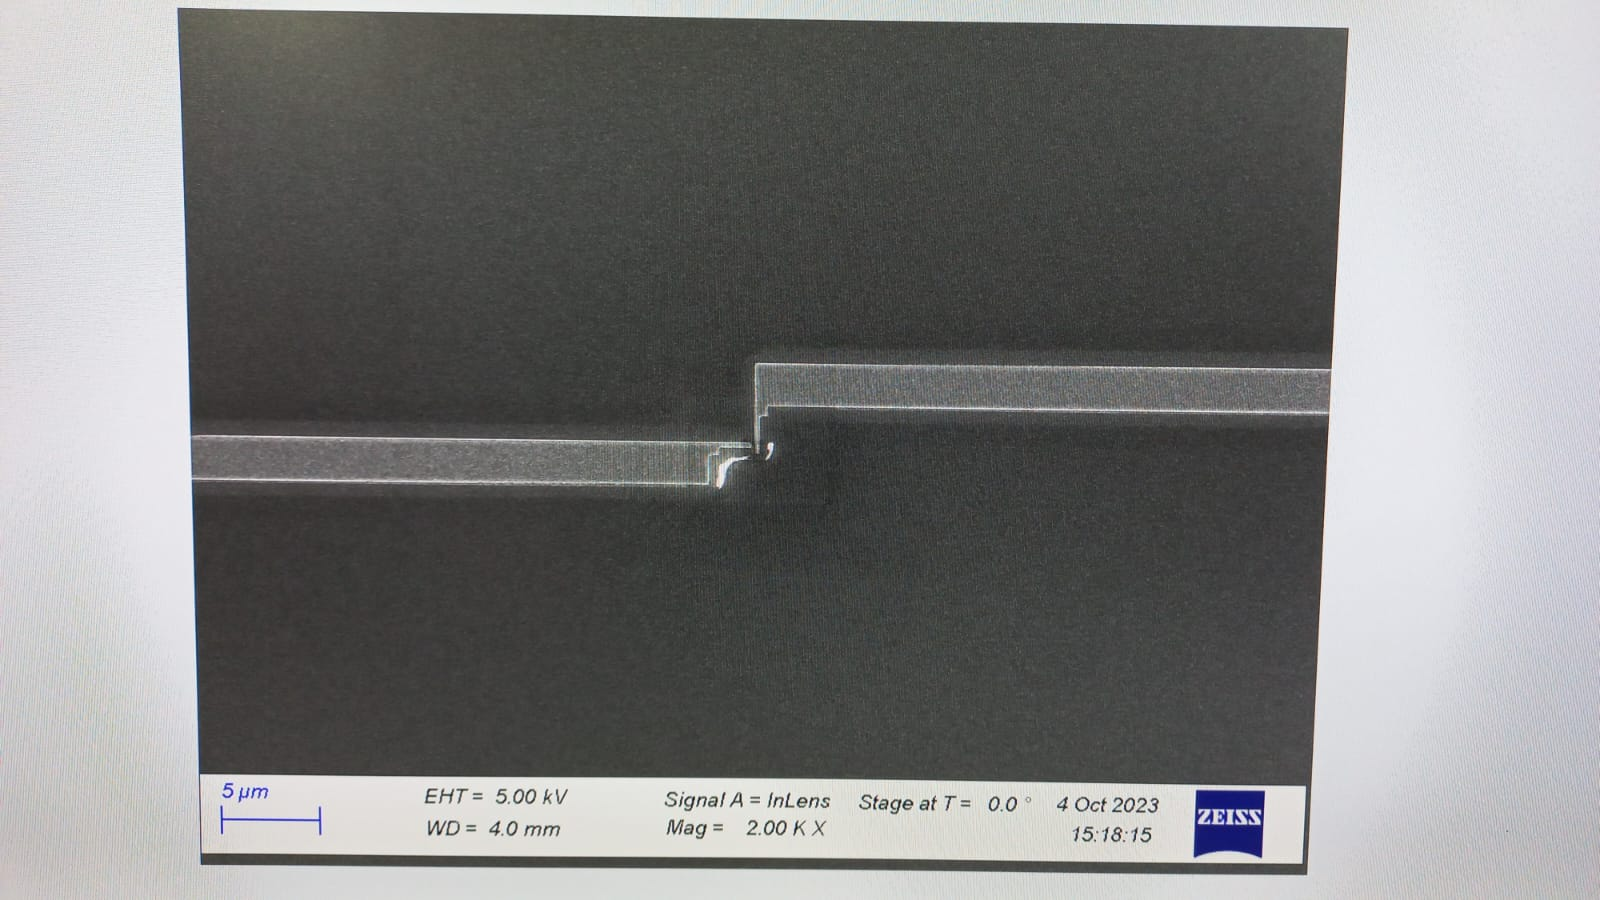 5 µm
EHT = 5.00 kV
WD = 4.0 mm
Signal A = InLens
Mag = 2.00 K X
Stage at T = 0.0 °
4 Oct 2023
15:18:15
ZEISS